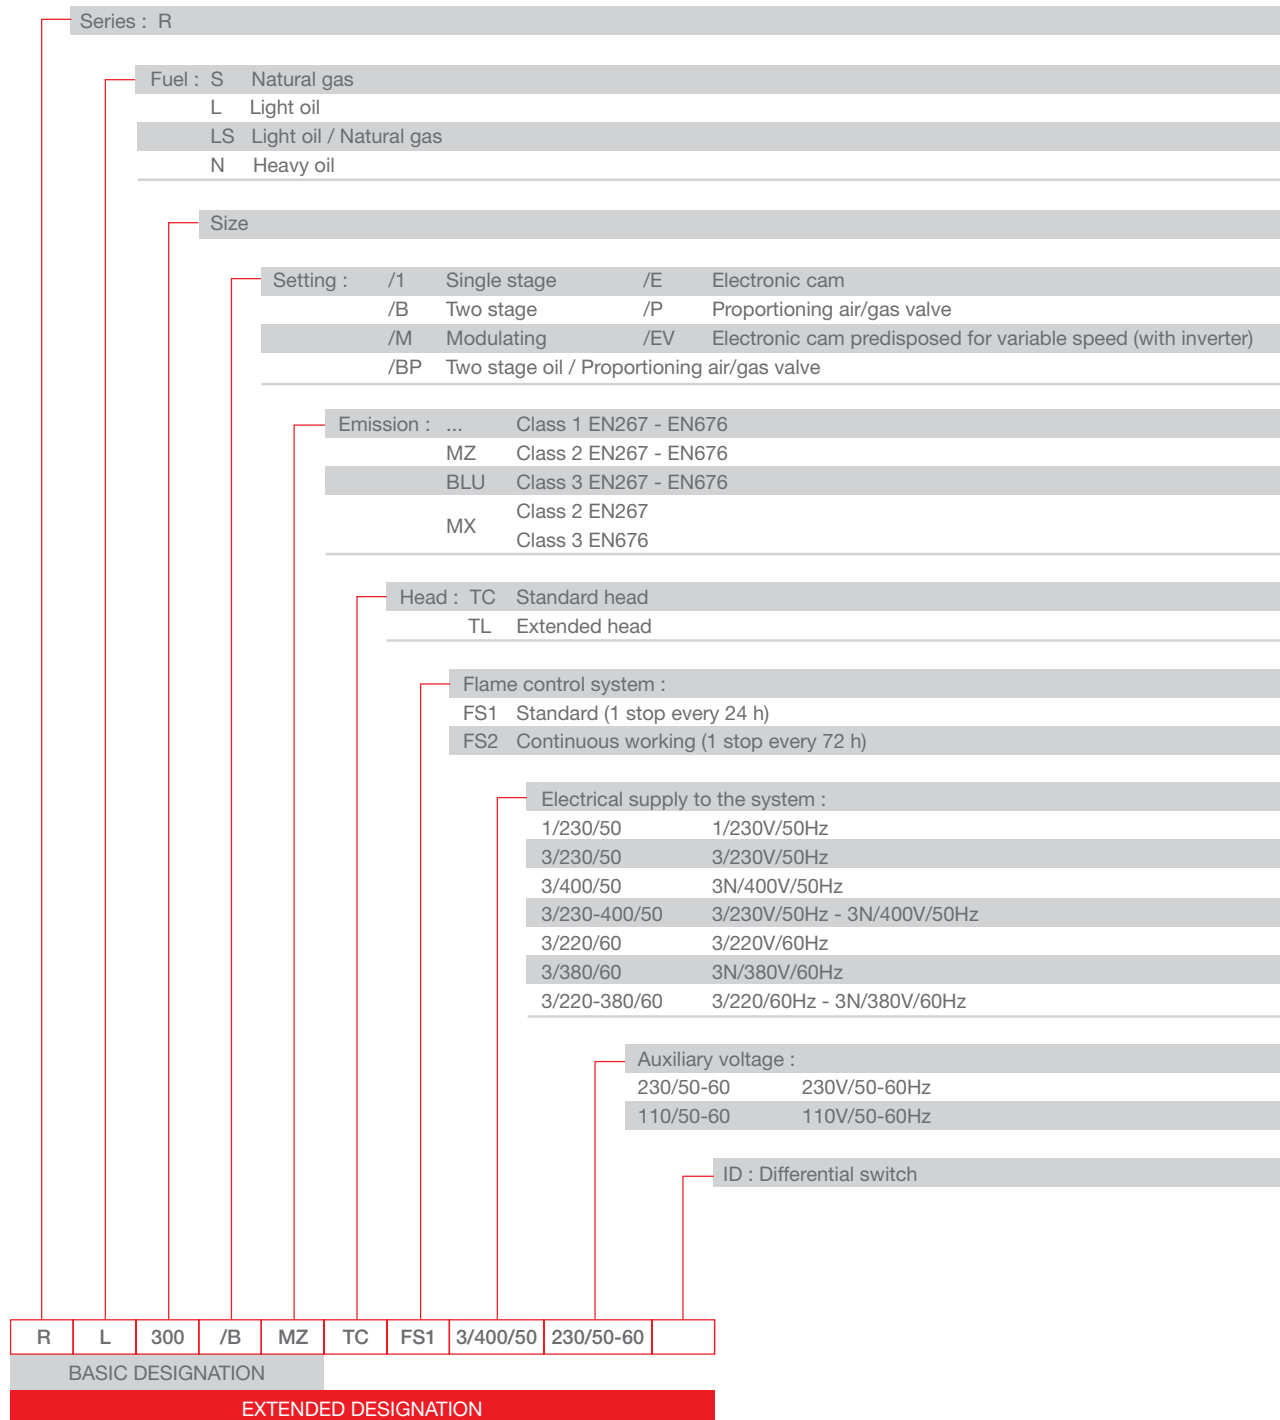 Series : R
Fuel : S Natural gas
L Light oil
LS Light oil / Natural gas
N Heavy oil
Size
Setting : /1 Single stage /E Electronic cam
/B Two stage /P Proportioning air/gas valve
/M Modulating /EV Electronic cam predisposed for variable speed (with inverter)
/BP Two stage oil / Proportioning air/gas valve
Emission : ... Class 1 EN267 - EN676
MZ Class 2 EN267 - EN676
BLU Class 3 EN267 - EN676
MX Class 2 EN267
Class 3 EN676
Head : TC Standard head
TL Extended head
Flame control system :
FS1 Standard (1 stop every 24 h)
FS2 Continuous working (1 stop every 72 h)
Electrical supply to the system :
1/230/50 1/230V/50Hz
3/230/50 3/230V/50Hz
3/400/50 3N/400V/50Hz
3/230-400/50 3/230V/50Hz - 3N/400V/50Hz
3/220/60 3/220V/60Hz
3/380/60 3N/380V/60Hz
3/220-380/60 3/220/60Hz - 3N/380V/60Hz
Auxiliary voltage :
230/50-60 230V/50-60Hz
110/50-60 110V/50-60Hz
ID : Differential switch
R L 300 /B MZ TC FS1 3/400/50 230/50-60
BASIC DESIGNATION
EXTENDED DESIGNATION